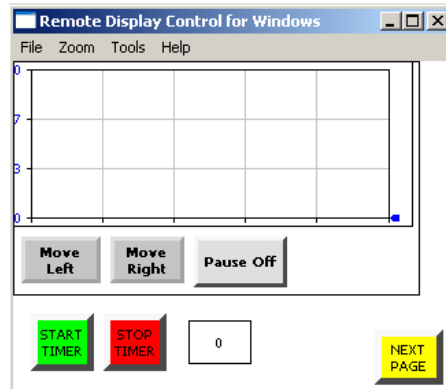 Remote Display Control for Windows
File Zoom Tools Help
0
7
3
0
Move
Left
Move
Right
Pause Off
START
TIMER
STOP
TIMER
0
NEXT
PAGE